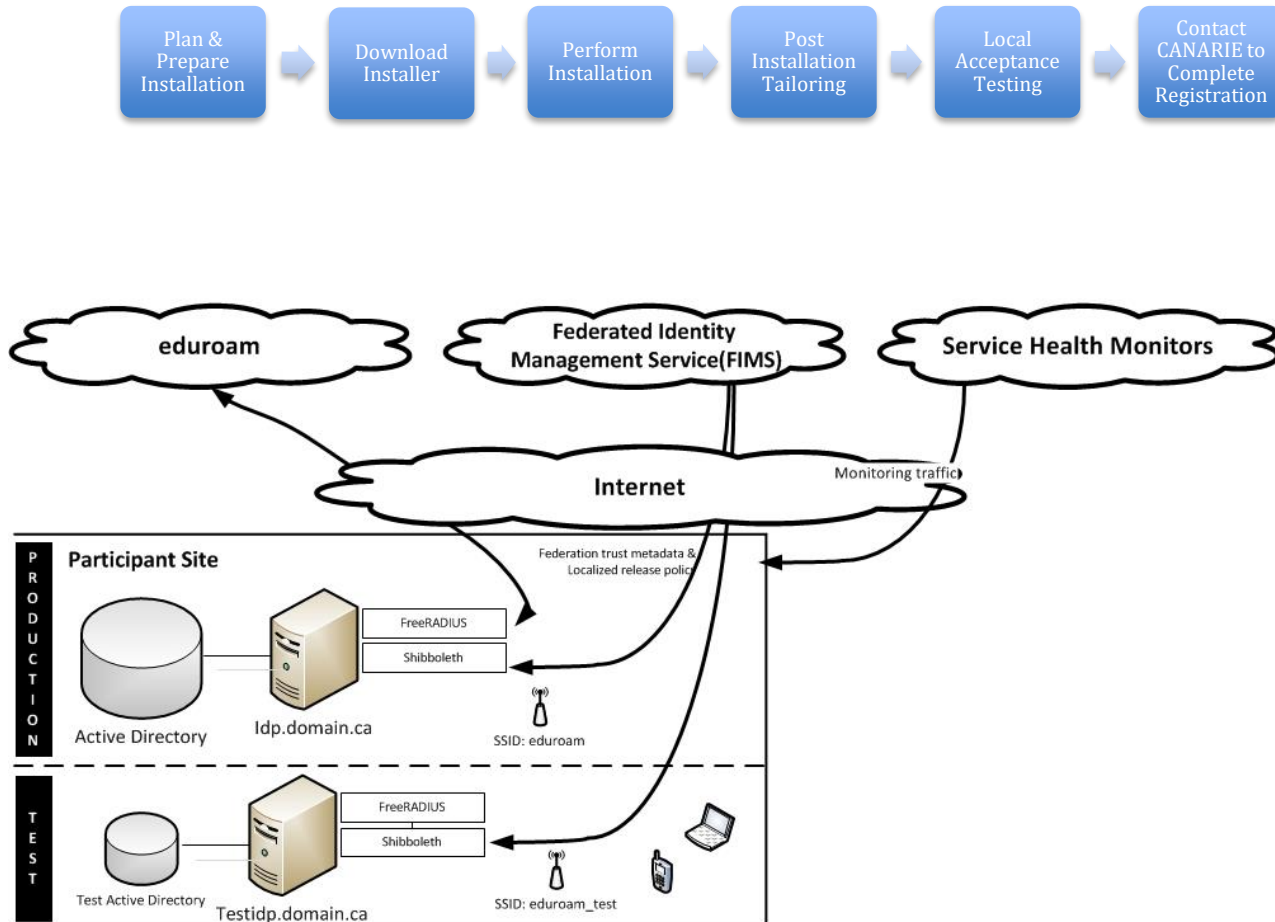 Plan &
Prepare
Installation
Download
Installer
Perform
Installation
Post
Installation
Tailoring
Local
Acceptance
Testing
Contact
CANARIE to
Complete
Registration
eduroam
Federated Identity
Management Service(FIMS)
Service Health Monitors
Internet
Monitoring traffic
PRODUCTION
Participant Site
Federation trust metadata &
Localized release policy
FreeRADIUS
Shibboleth
Active Directory
Idp.domain.ca
SSID: eduroam
TEST
FreeRADIUS
Shibboleth
Test Active Directory
Testidp.domain.ca
SSID: eduroam_test